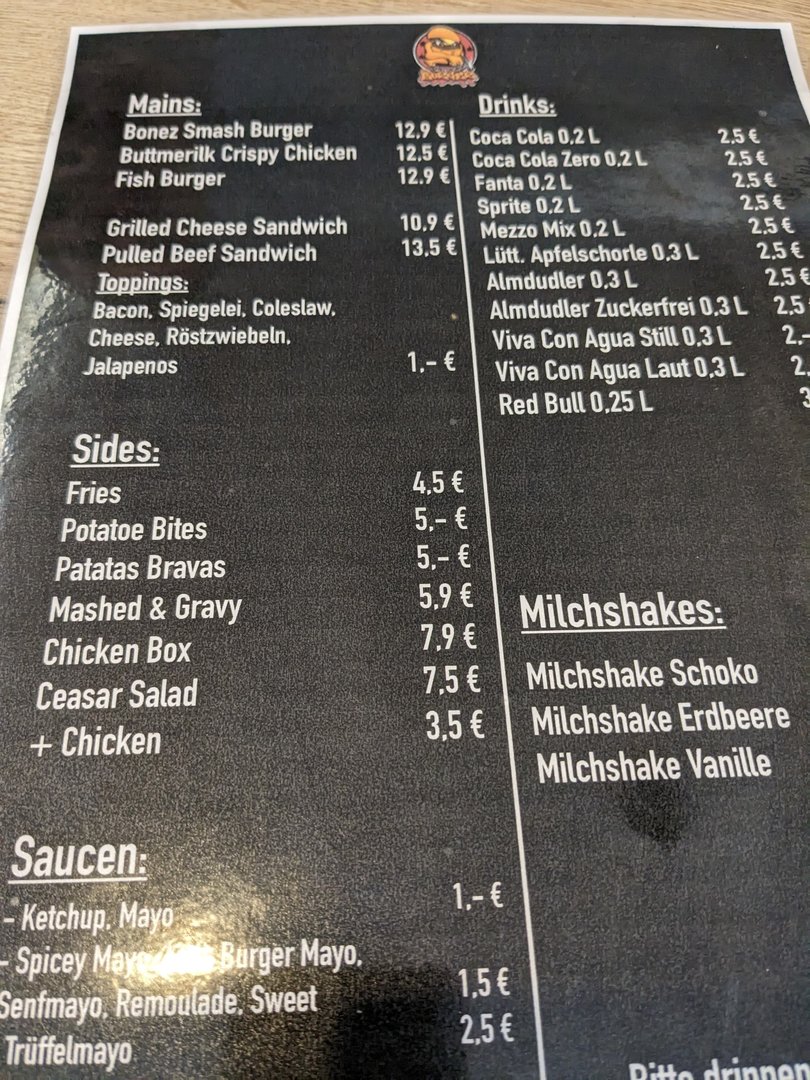 Mains:
Bonez Smash Burger 12,9 €
Buttmerilk Crispy Chicken 12,5 €
Fish Burger 12.9 €
Grilled Cheese Sandwich 10,9 €
Pulled Beef Sandwich 13,5 €
Toppings:
Bacon, Spiegelei, Coleslaw,
Cheese, Röstzwiebeln,
Jalapenos 1,- €
Sides:
Fries 4,5 €
Potatoe Bites 5,- €
Patatas Bravas 5,- €
Mashed & Gravy 5,9 €
Chicken Box 7,9 €
Ceasar Salad 7,5 €
+ Chicken 3,5 €
Saucen:
- Ketchup, Mayo 1,- €
- Spicey Mayo, Burger Mayo,
Senfmayo, Remoulade, Sweet 1,5 €
Trüffelmayo 2,5 €
Drinks:
Coca Cola 0,2 L 2,5 €
Coca Cola Zero 0,2 L 2,5 €
Fanta 0,2 L 2,5 €
Sprite 0,2 L 2,5 €
Mezzo Mix 0,2 L 2,5 €
Lütt. Apfelschorle 0,3 L 2,5 €
Almdudler 0,3 L 2,5 €
Almdudler Zuckerfrei 0,3 L 2,5
Viva Con Agua Still 0,3 L 2,-
Viva Con Agua Laut 0,3 L 2,
Red Bull 0,25 L 3
Milchshakes:
Milchshake Schoko
Milchshake Erdbeere
Milchshake Vanille
Bitte drinnen